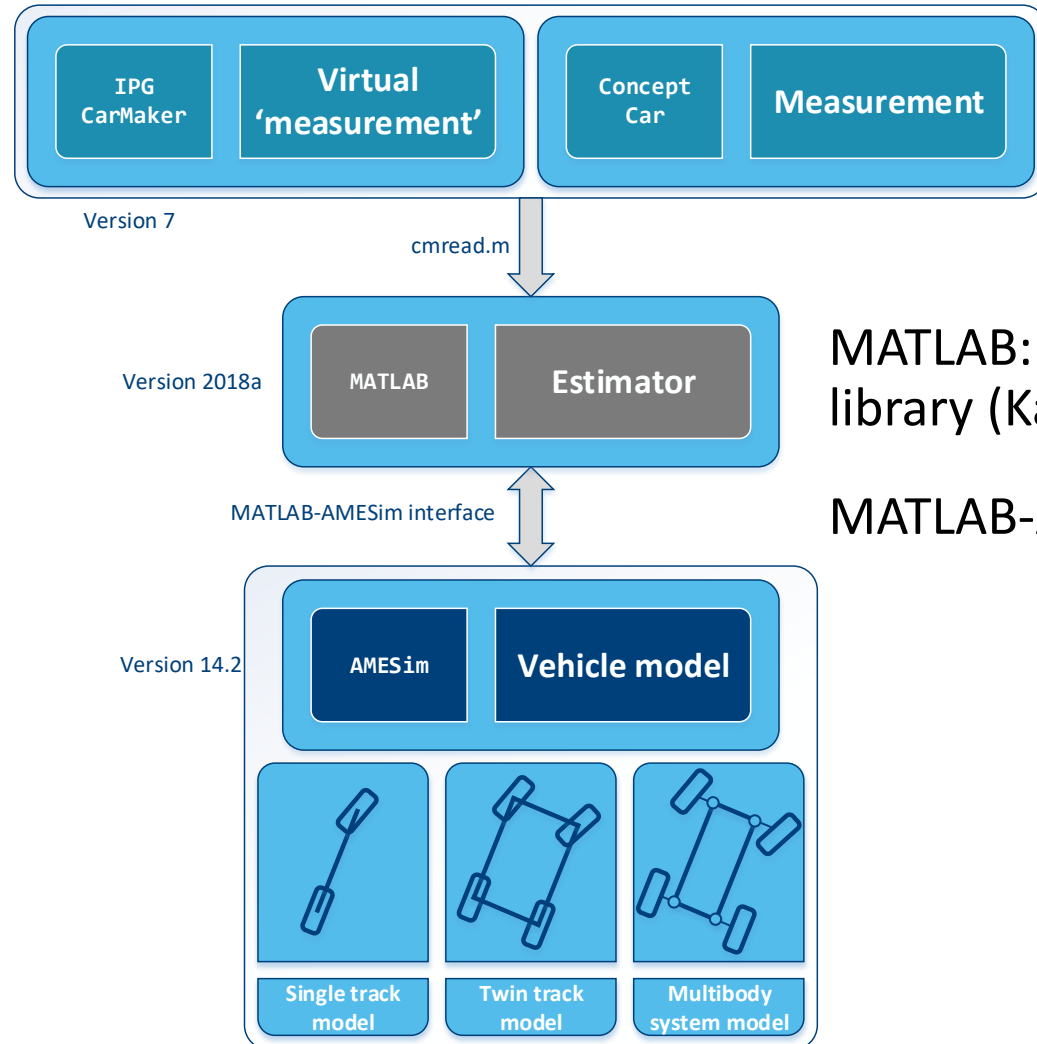 IPG
CarMaker
Virtual
‘measurement’
Concept
Car
Measurement
Version 7
cmread.m
Version 2018a
MATLAB
Estimator
MATLAB:
library (Ka
MATLAB-AMESim interface
MATLAB-
Version 14.2
AMESim
Vehicle model
Single track
model
Twin track
model
Multibody
system model